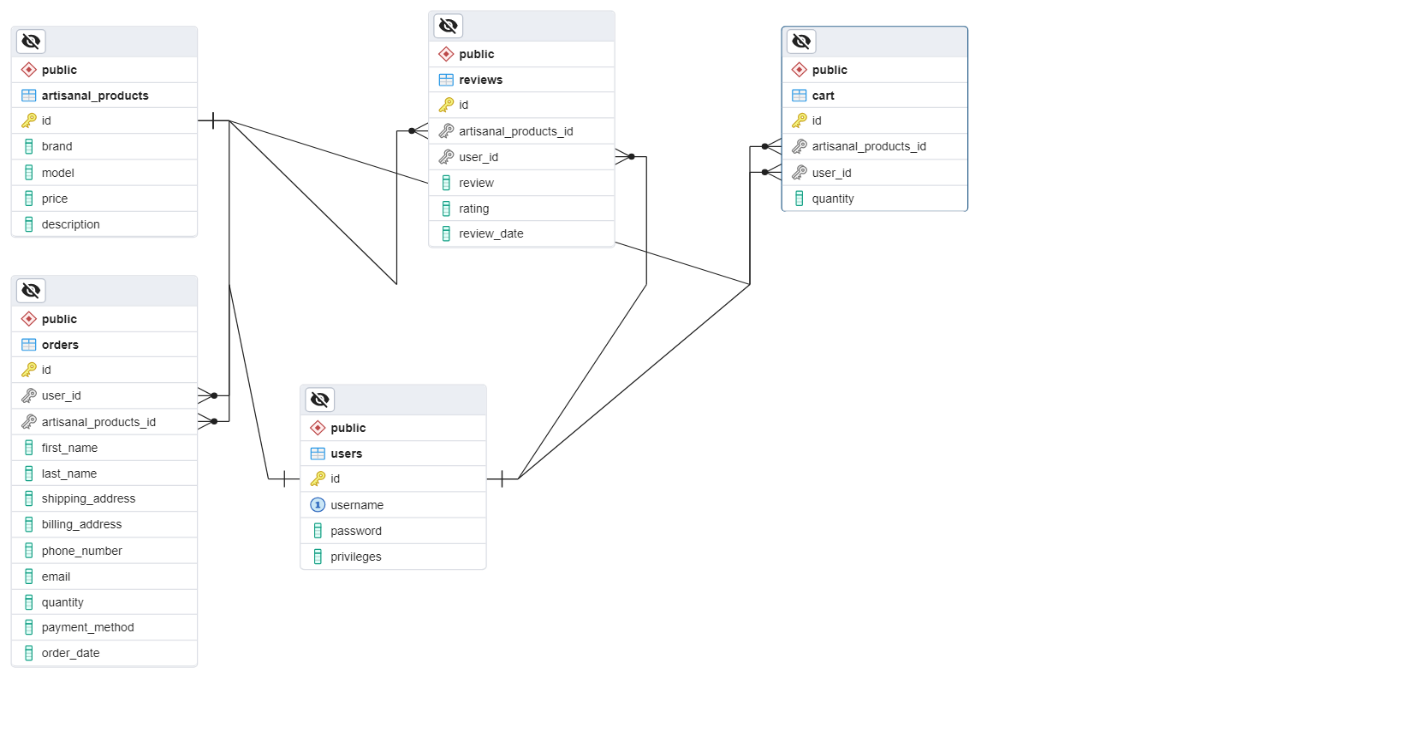 public
artisanal_products
id
brand
model
price
description
public
reviews
id
artisanal_products_id
user_id
review
rating
review_date
public
cart
id
artisanal_products_id
user_id
quantity
public
orders
id
user_id
artisanal_products_id
first_name
last_name
shipping_address
billing_address
phone_number
email
quantity
payment_method
order_date
public
users
id
1 username
password
privileges